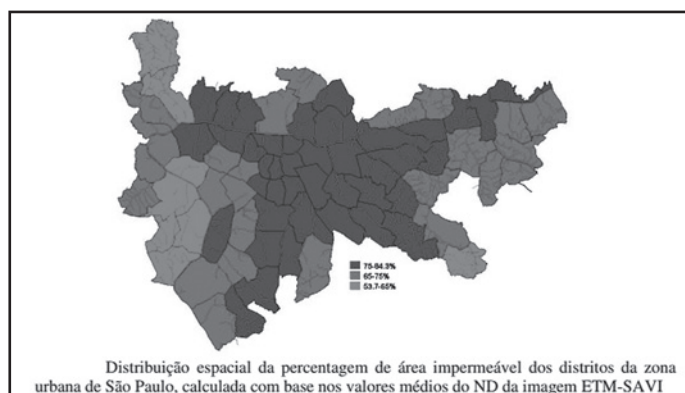 75-84.3%
65-75%
53.7-65%
Distribuição espacial da percentagem de área impermeável dos distritos da zona
urbana de São Paulo, calculada com base nos valores médios do ND da imagem ETM-SAVI